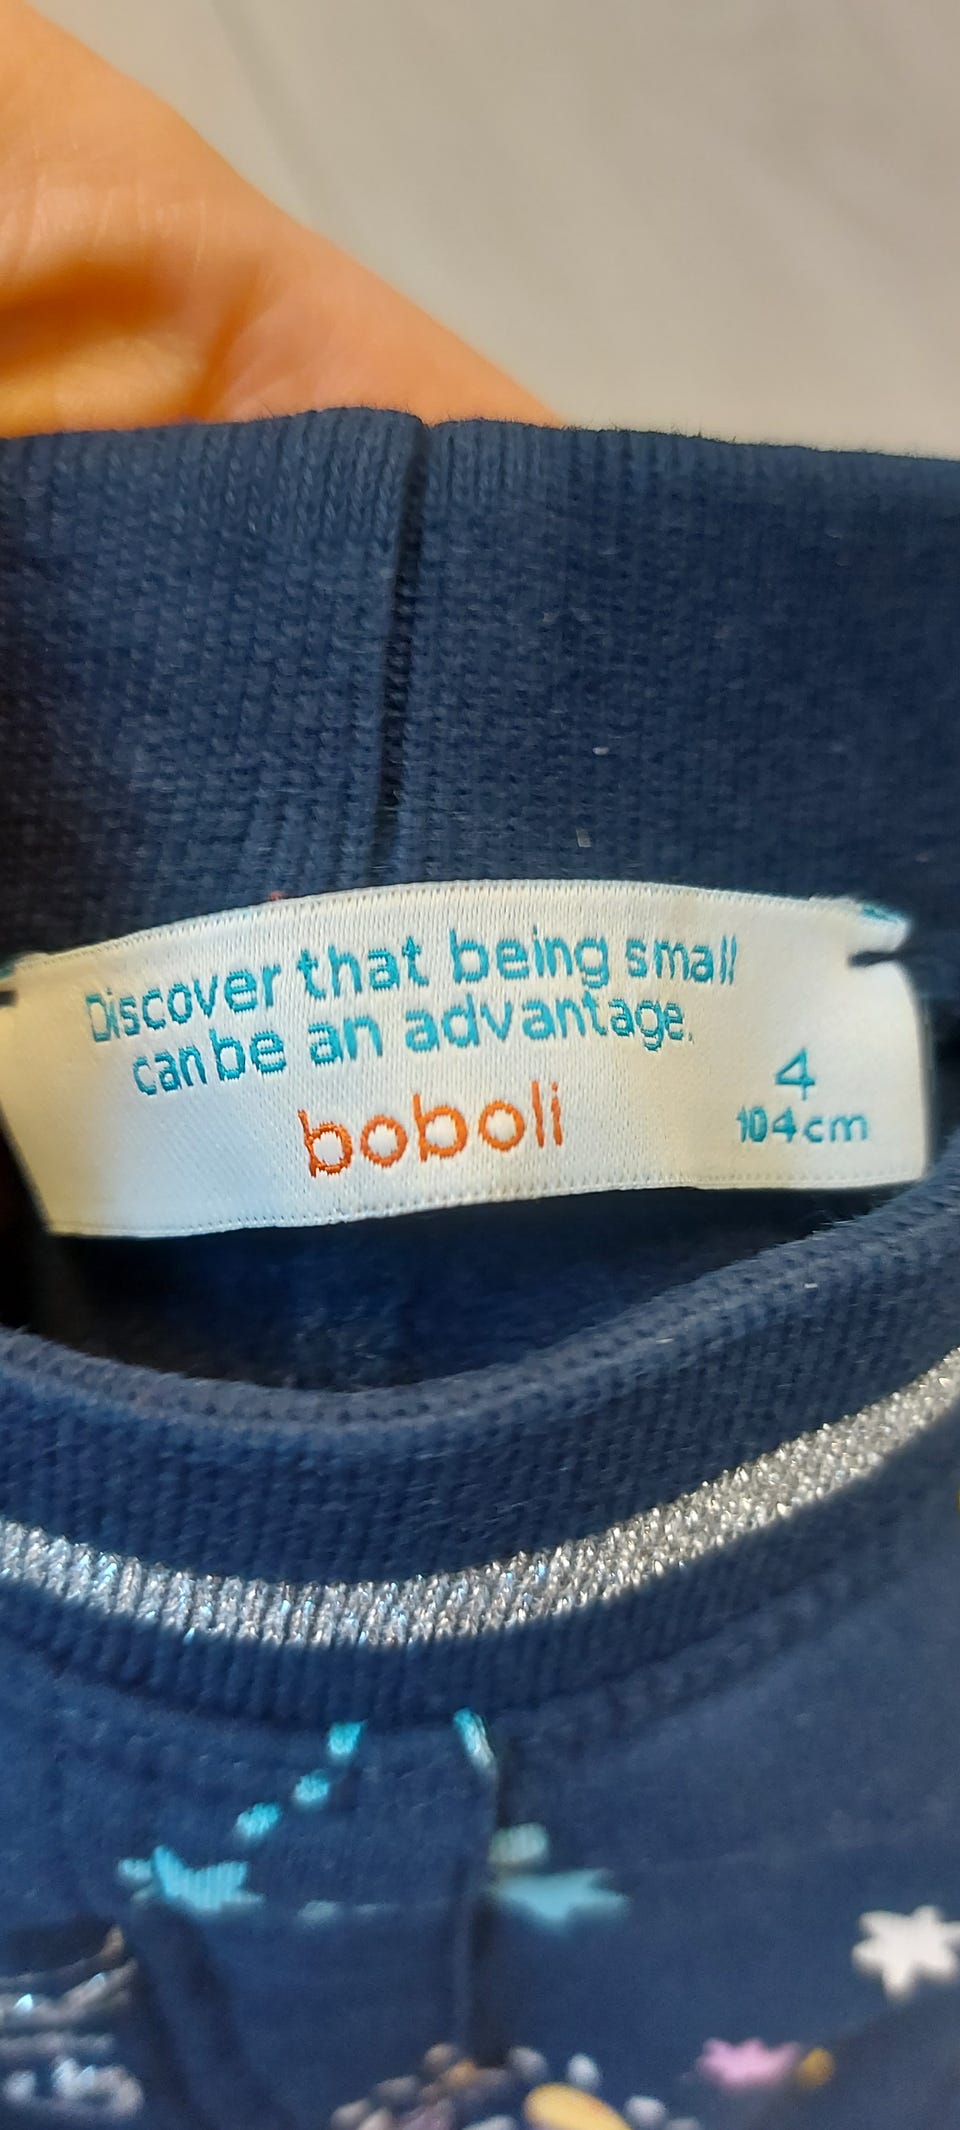 Discover that being small
can be an advantage.
boboli
4
104cm